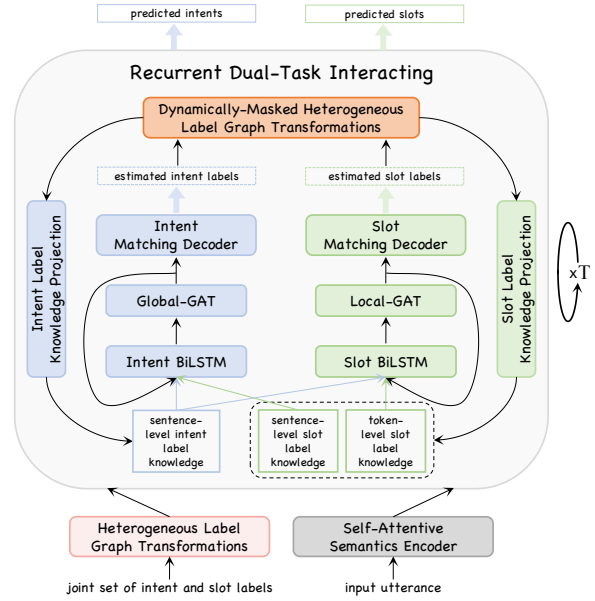 predicted intents
predicted slots
Recurrent Dual-Task Interacting
Dynamically-Masked Heterogeneous
Label Graph Transformations
estimated intent labels
estimated slot labels
Intent Label
Knowledge Projection
Intent
Matching Decoder
Slot
Matching Decoder
Slot Label
Knowledge Projection
Global-GAT
Local-GAT
xT
Intent BiLSTM
Slot BiLSTM
sentence-
level intent
label
knowledge
sentence-
level slot
label
knowledge
token-
level slot
label
knowledge
Heterogeneous Label
Graph Transformations
Self-Attentive
Semantics Encoder
joint set of intent and slot labels
input utterance